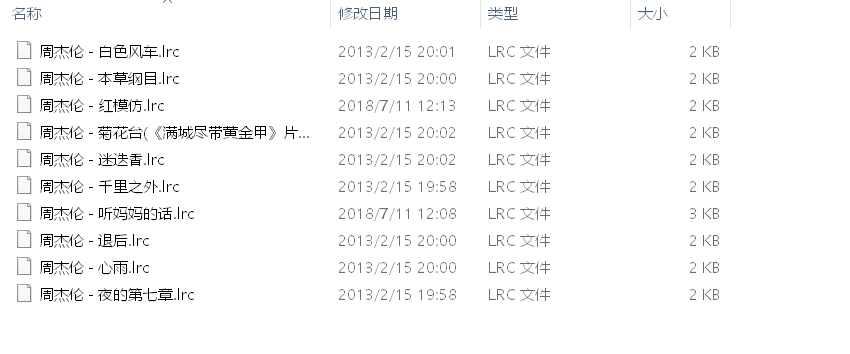 名称 修改日期 类型 大小
周杰伦 - 白色风车.lrc 2013/2/15 20:01 LRC 文件 2 KB
周杰伦 - 本草纲目.lrc 2013/2/15 20:00 LRC 文件 2 KB
周杰伦 - 红模仿.lrc 2018/7/11 12:13 LRC 文件 2 KB
周杰伦 - 菊花台(《满城尽带黄金甲》片... 2013/2/15 20:02 LRC 文件 2 KB
周杰伦 - 迷迭香.lrc 2013/2/15 20:02 LRC 文件 2 KB
周杰伦 - 千里之外.lrc 2013/2/15 19:58 LRC 文件 2 KB
周杰伦 - 听妈妈的话.lrc 2018/7/11 12:08 LRC 文件 3 KB
周杰伦 - 退后.lrc 2013/2/15 20:00 LRC 文件 2 KB
周杰伦 - 心雨.lrc 2013/2/15 20:00 LRC 文件 2 KB
周杰伦 - 夜的第七章.lrc 2013/2/15 19:58 LRC 文件 2 KB